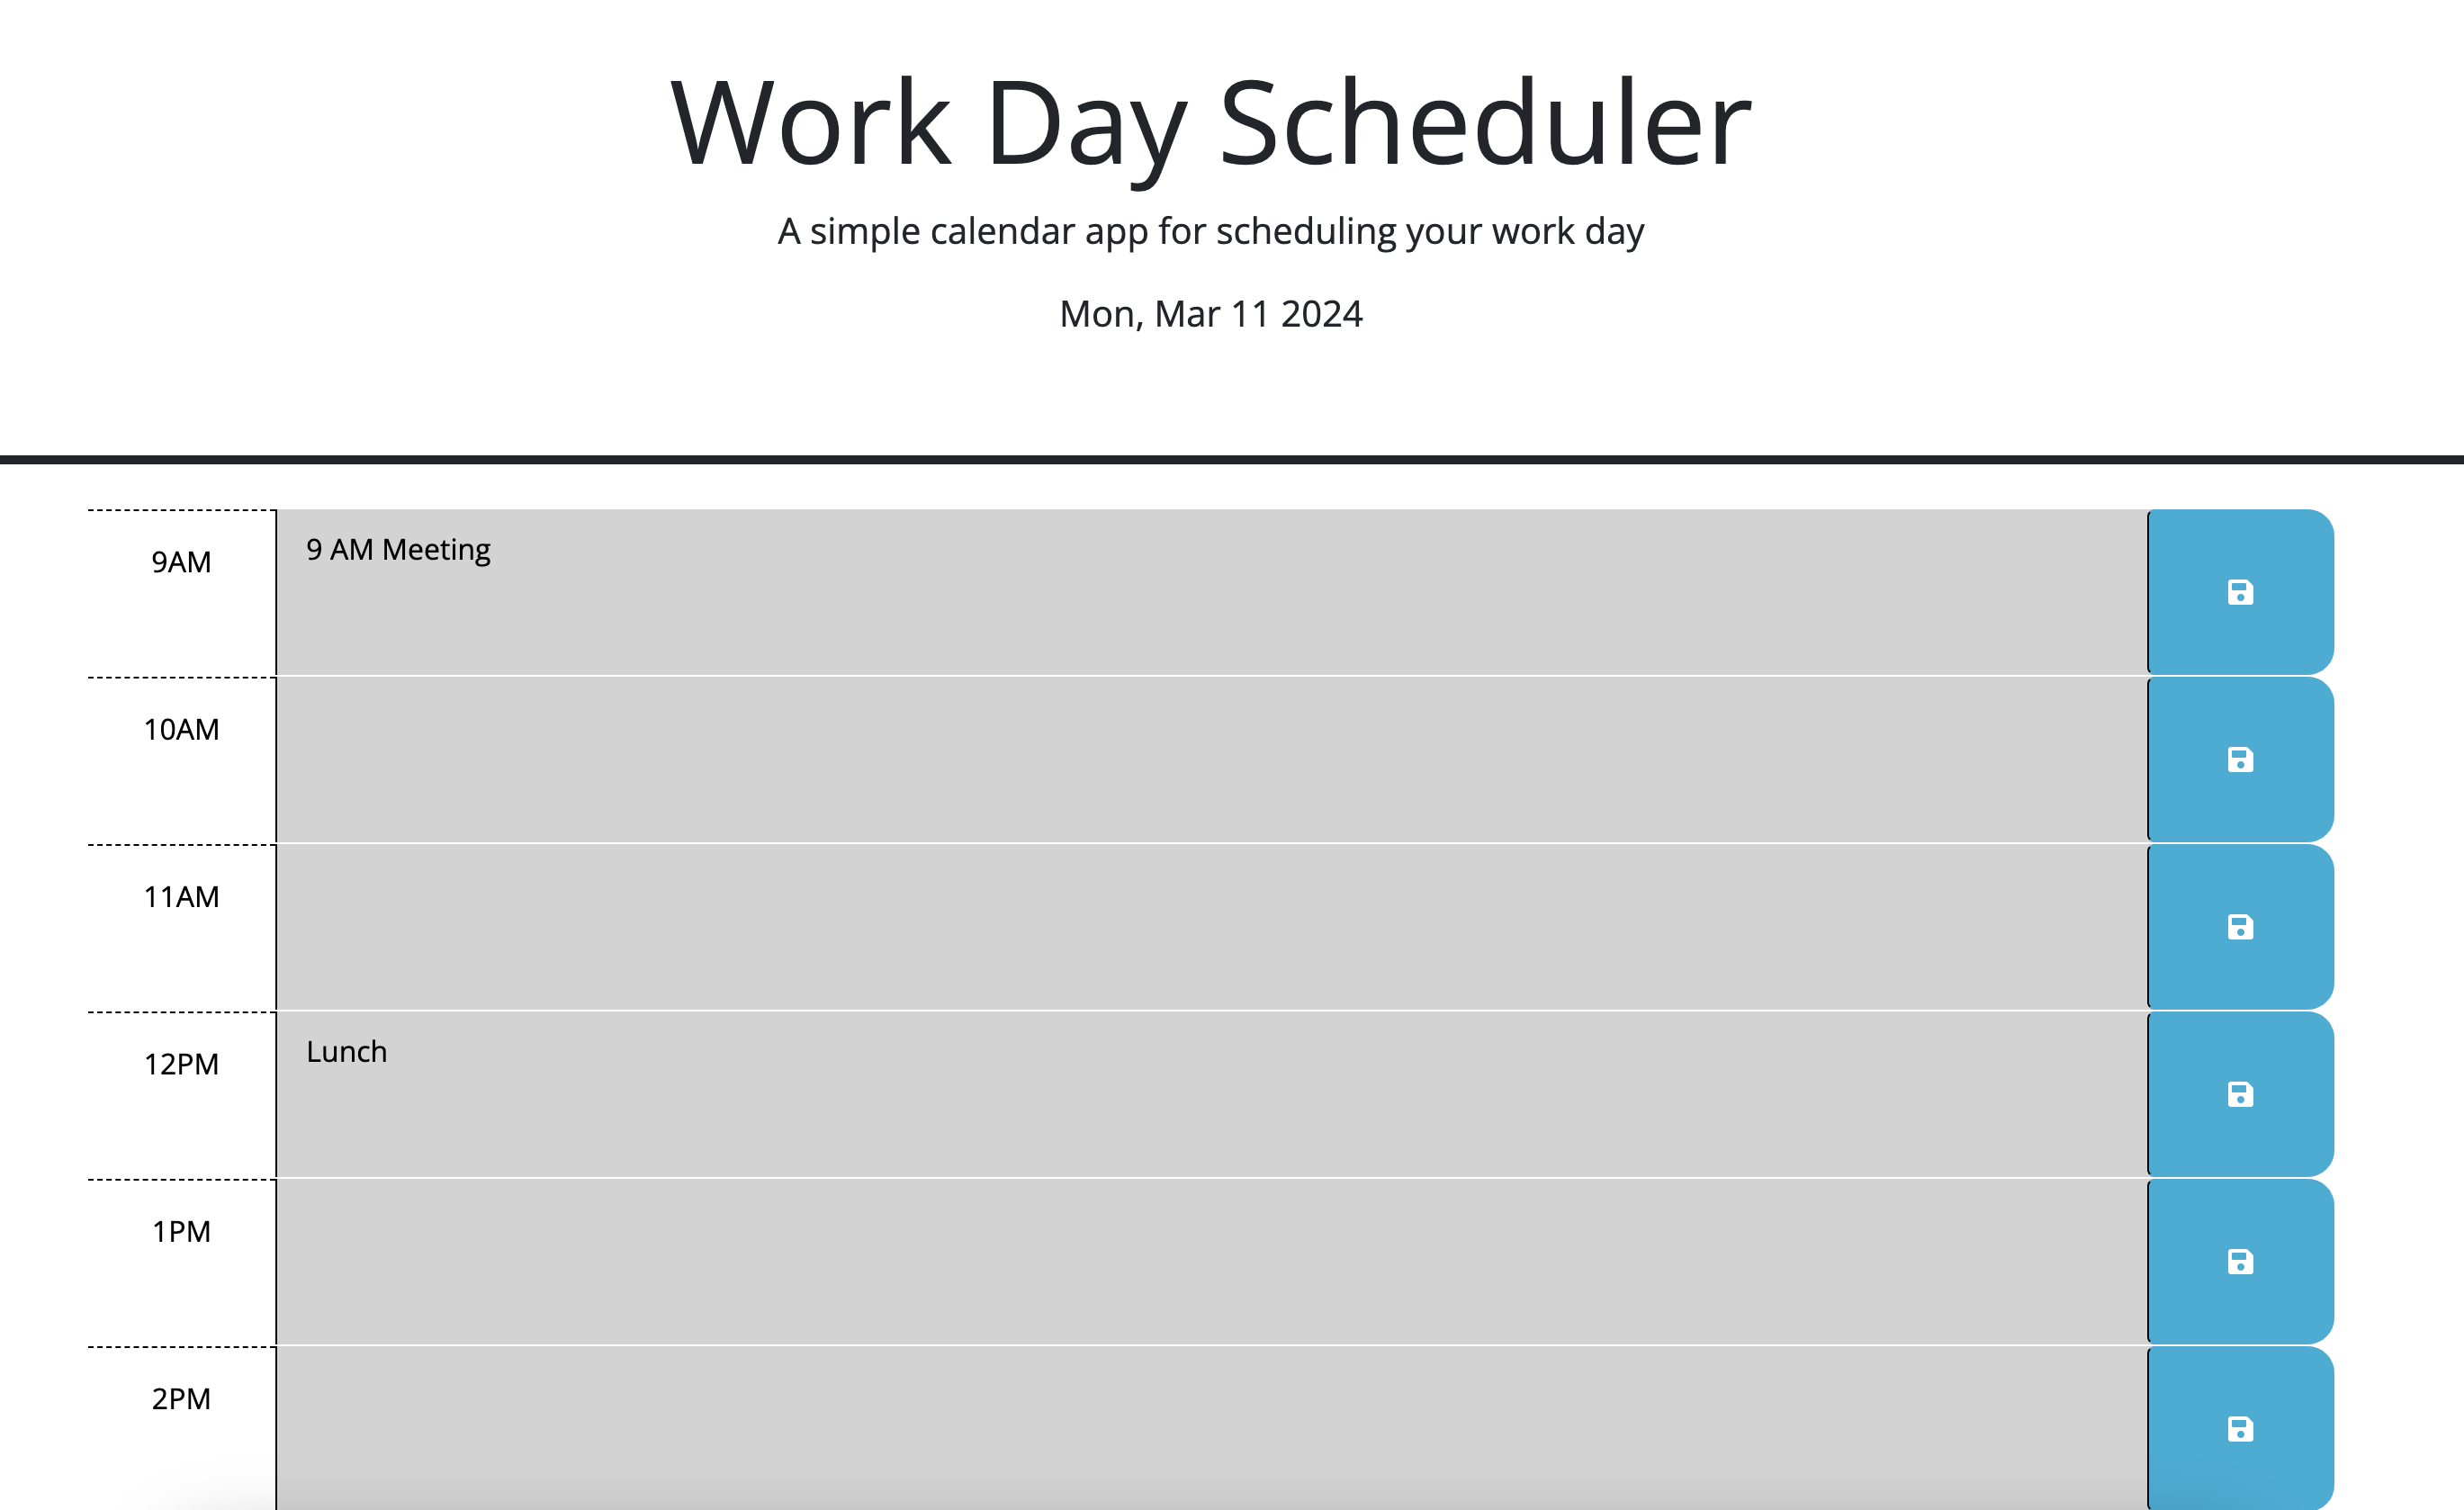 Work Day Scheduler
A simple calendar app for scheduling your work day
Mon, Mar 11 2024
9AM
9 AM Meeting
10AM
11AM
12PM
Lunch
1PM
2PM